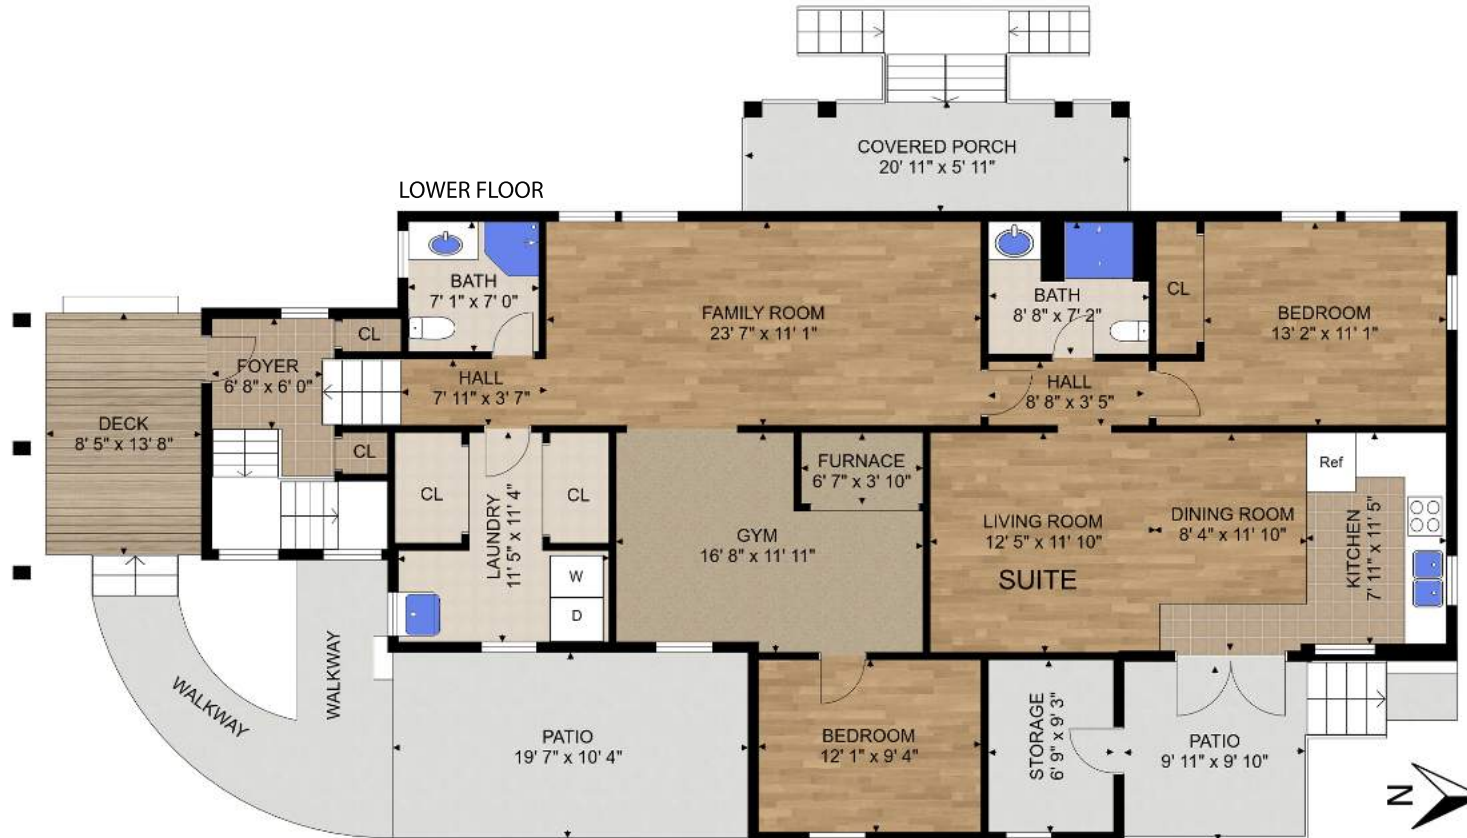 COVERED PORCH
20' 11" x 5' 11"
LOWER FLOOR
BATH
7' 1" x 7' 0"
FAMILY ROOM
23' 7" x 11' 1"
BATH
8' 8" x 7' 2"
CL
BEDROOM
13' 2" x 11' 1"
CL
FOYER
6' 8" x 6' 0"
HALL
7' 11" x 3' 7"
HALL
8' 8" x 3' 5"
DECK
8' 5" x 13' 8"
CL
CL
CL
LAUNDRY
11' 5" x 11' 4"
W
D
GYM
16' 8" x 11' 11"
FURNACE
6' 7" x 3' 10"
LIVING ROOM
12' 5" x 11' 10"
SUITE
DINING ROOM
8' 4" x 11' 10"
Ref
KITCHEN
7' 11" x 11' 5"
WALKWAY
WALKWAY
PATIO
19' 7" x 10' 4"
BEDROOM
12' 1" x 9' 4"
STORAGE
6' 9" x 9' 3"
PATIO
9' 11" x 9' 10"
N